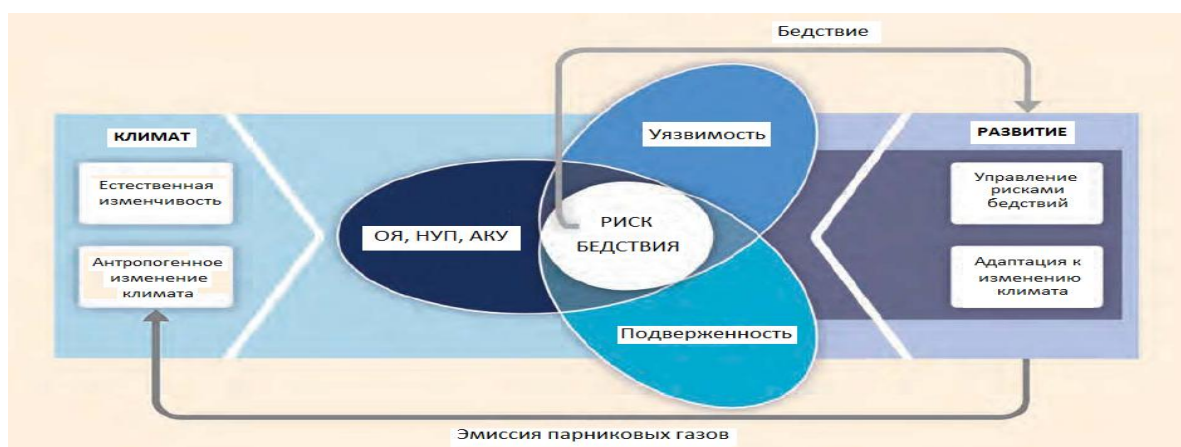 Бедствие
КЛИМАТ
Естественная
изменчивость
Антропогенное
изменение
климата
ОЯ, НУП, АКУ
Уязвимость
РИСК
БЕДСТВИЯ
Подверженность
РАЗВИТИЕ
Управление
рисками
бедствий
Адаптация к
изменению
климата
Эмиссия парниковых газов